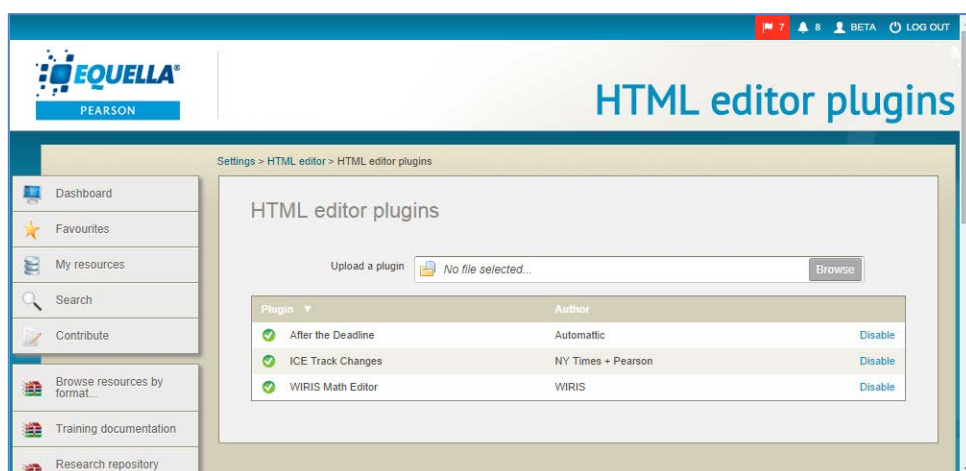 7 8 BETA LOG OUT
EQUELLA®
PEARSON
HTML editor plugins
Settings > HTML editor > HTML editor plugins
Dashboard
Favourites
My resources
Search
Contribute
Browse resources by
format...
Training documentation
Research repository
HTML editor plugins
Upload a plugin No file selected... Browse
Plugin Author
After the Deadline Automattic Disable
ICE Track Changes NY Times + Pearson Disable
WIRIS Math Editor WIRIS Disable